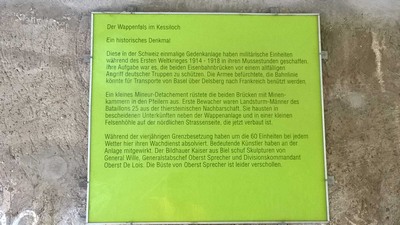 Der Wappenfels im Kessiloch
Ein historisches Denkmal
Diese in der Schweiz einmalige Gedenkanlage haben militärische Einheiten
während des Ersten Weltkrieges 1914 - 1918 in ihren Mussestunden geschaffen.
Ihre Aufgabe war es, die beiden Eisenbahnbrücken vor einem allfälligen
Angriff deutscher Truppen zu schützen. Die Armee befürchtete, die Bahnlinie
könnte für Transporte von Basel über Delsberg nach Frankreich benützt werden.
Ein kleines Mineur-Detachement rüstete die beiden Brücken mit Minen-
kammern in den Pfeilern aus. Erste Bewacher waren Landsturm-Männer des
Bataillons 25 aus der thiersteinischen Nachbarschaft. Sie hausten in
bescheidenen Unterkünften neben der Wappenanlage und in einer kleinen
Felsenhöhle auf der nördlichen Strassenseite, die jetzt verbaut ist.
Während der vierjährigen Grenzbesetzung haben um die 60 Einheiten bei jedem
Wetter hier ihren Wachdienst absolviert. Bedeutende Künstler haben an der
Anlage mitgewirkt. Der Bildhauer Kaiser aus Biel schuf Skulpturen von
General Wille, Generalstabschef Oberst Sprecher und Divisionskommandant
Oberst De Lois. Die Büste von Oberst Sprecher ist leider verschollen.